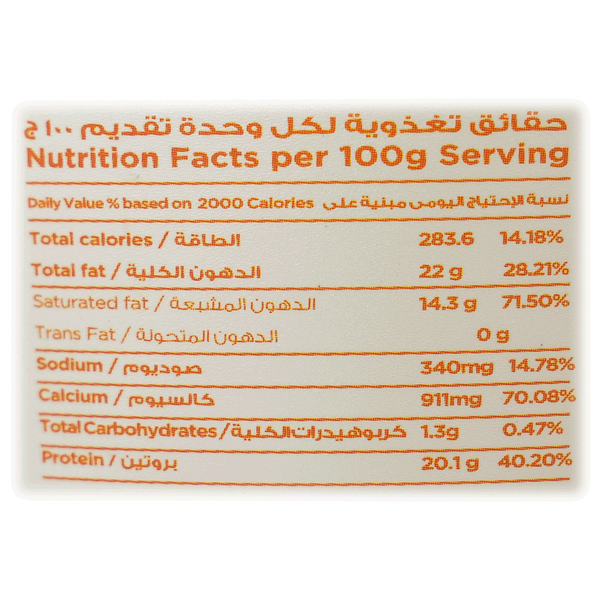 حقائق تغذوية لكل وحدة تقديم ١٠٠ ج
Nutrition Facts per 100g Serving
Daily Value % based on 2000 Calories نسبة الإحتياج اليومى مبنية على
Total calories / الطاقة 283.6 14.18%
Total fat / الدهون الكلية 22 g 28.21%
Saturated fat / الدهون المشبعة 14.3 g 71.50%
Trans Fat / الدهون المتحولة 0 g
Sodium / صوديوم 340mg 14.78%
Calcium / كالسيوم 911mg 70.08%
Total Carbohydrates / كربوهيدرات الكلية 1.3g 0.47%
Protein / بروتين 20.1 g 40.20%